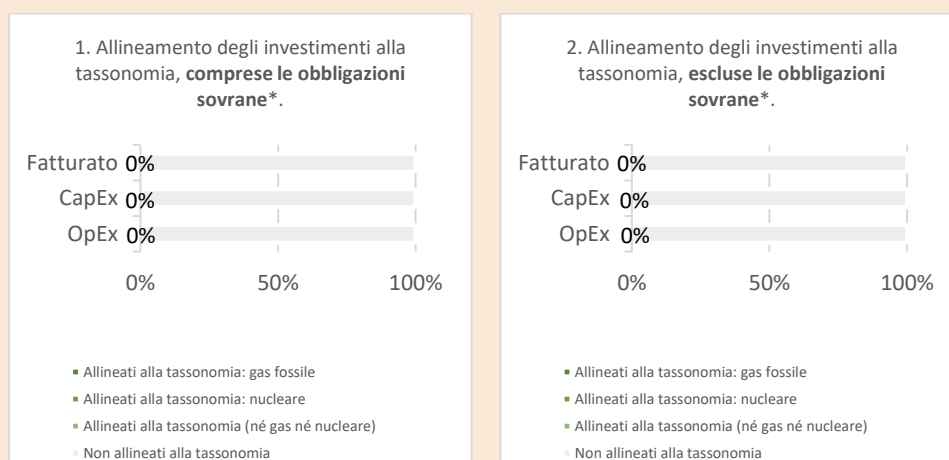 1. Allineamento degli investimenti alla
tassonomia, comprese le obbligazioni
sovrane*.
Fatturato 0%
CapEx 0%
OpEx 0%
0% 50% 100%
▪ Allineati alla tassonomia: gas fossile
▪ Allineati alla tassonomia: nucleare
▪ Allineati alla tassonomia (né gas né nucleare)
▪ Non allineati alla tassonomia
2. Allineamento degli investimenti alla
tassonomia, escluse le obbligazioni
sovrane*.
Fatturato 0%
CapEx 0%
OpEx 0%
0% 50% 100%
▪ Allineati alla tassonomia: gas fossile
▪ Allineati alla tassonomia: nucleare
▪ Allineati alla tassonomia (né gas né nucleare)
▪ Non allineati alla tassonomia